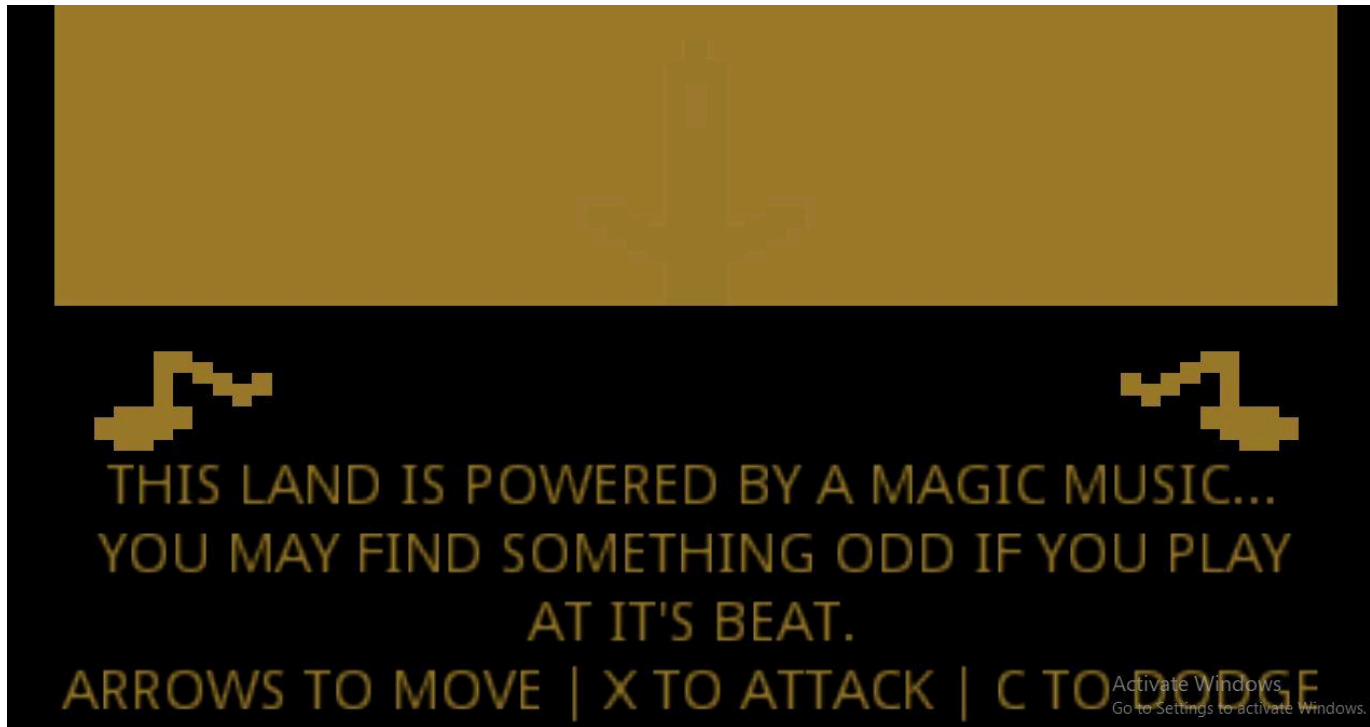 THIS LAND IS POWERED BY A MAGIC MUSIC...
YOU MAY FIND SOMETHING ODD IF YOU PLAY
AT IT'S BEAT.
ARROWS TO MOVE | X TO ATTACK | C TO DODGE
Activate Windows
Go to Settings to activate Windows.